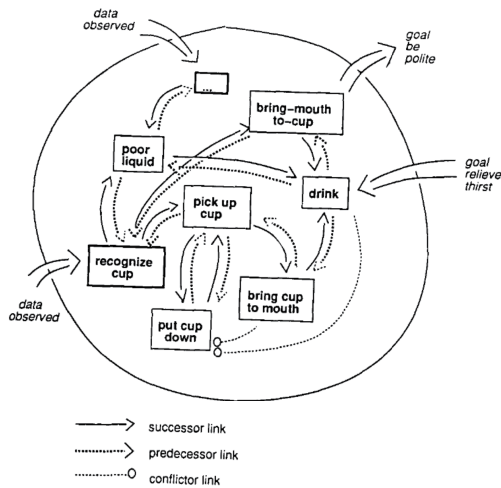 data
observed
goal
be
polite
...
bring-mouth
to-cup
poor
liquid
drink
goal
relieve
thirst
pick up
cup
recognize
cup
data
observed
bring cup
to mouth
put cup
down
successor link
predecessor link
conflictor link